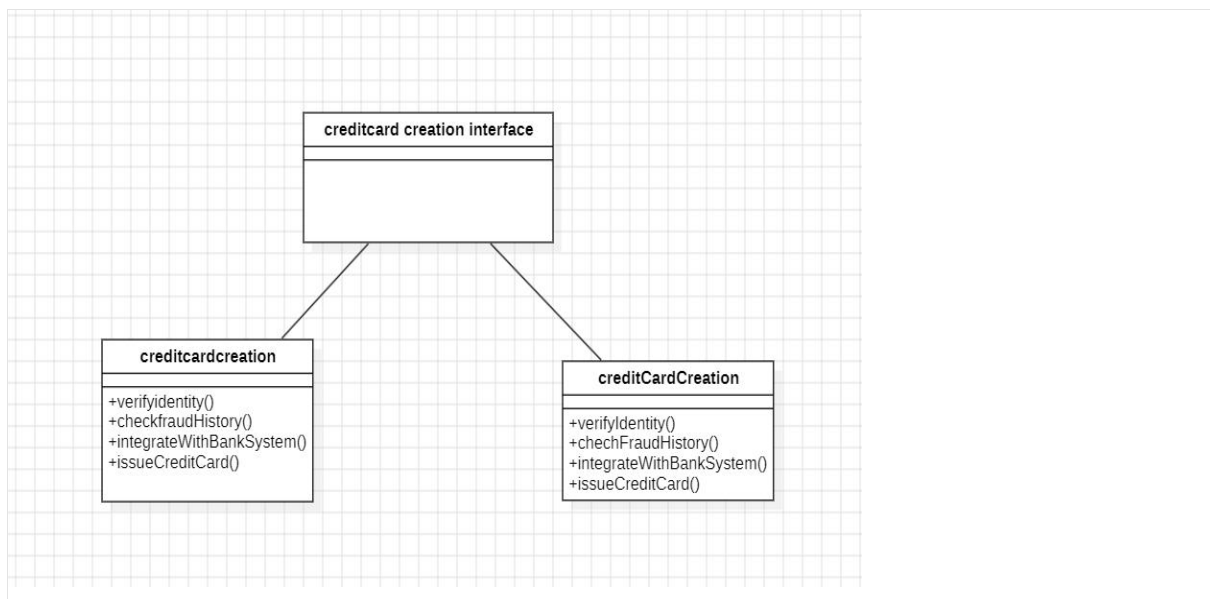 creditcard creation interface
creditcardcreation
+verifyidentity()
+checkfraudHistory()
+integrateWithBankSystem()
+issueCreditCard()
creditCardCreation
+verifyIdentity()
+chechFraudHistory()
+integrateWithBankSystem()
+issueCreditCard()